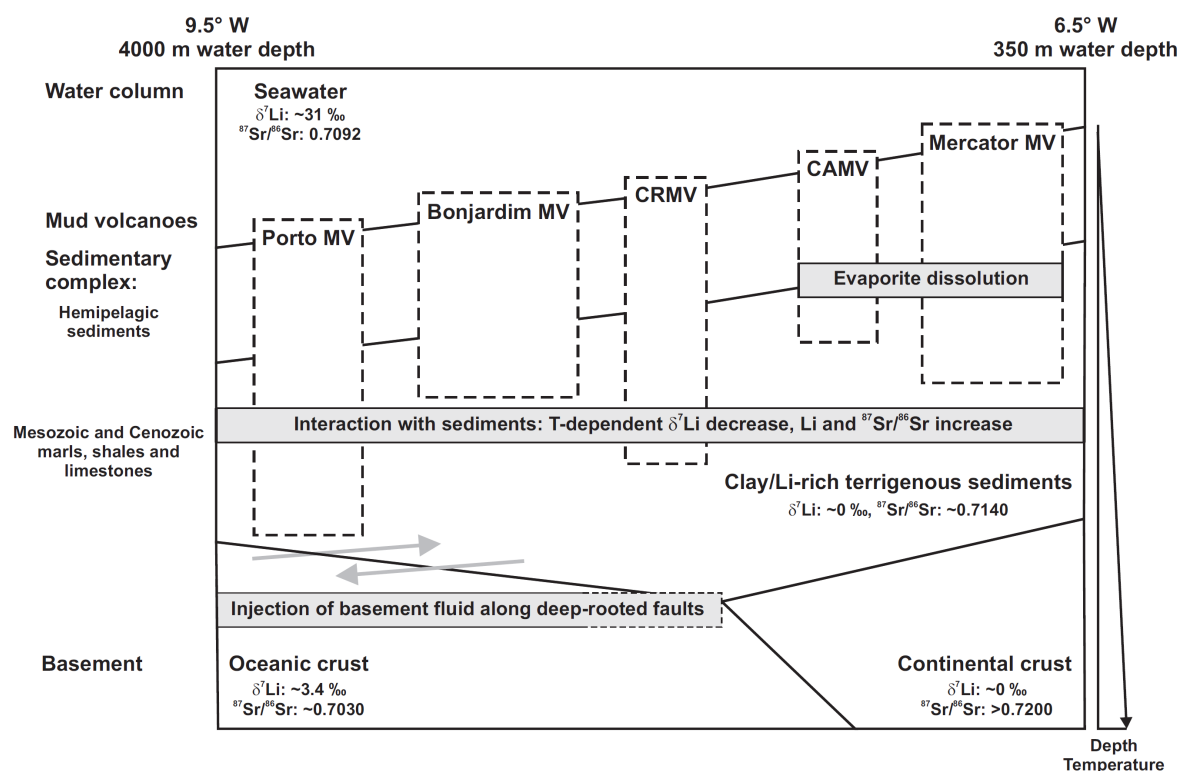 9.5° W
4000 m water depth
6.5° W
350 m water depth
Water column
Seawater
δ⁷Li: ~31 ‰
⁸⁷Sr/⁸⁶Sr: 0.7092
Mercator MV
CAMV
CRMV
Bonjardim MV
Porto MV
Mud volcanoes
Sedimentary
complex:
Hemipelagic
sediments
Evaporite dissolution
Interaction with sediments: T-dependent δ⁷Li decrease, Li and ⁸⁷Sr/⁸⁶Sr increase
Mesozoic and Cenozoic
marls, shales and
limestones
Clay/Li-rich terrigenous sediments
δ⁷Li: ~0 ‰, ⁸⁷Sr/⁸⁶Sr: ~0.7140
Injection of basement fluid along deep-rooted faults
Basement
Oceanic crust
δ⁷Li: ~3.4 ‰
⁸⁷Sr/⁸⁶Sr: ~0.7030
Continental crust
δ⁷Li: ~0 ‰
⁸⁷Sr/⁸⁶Sr: >0.7200
Depth
Temperature